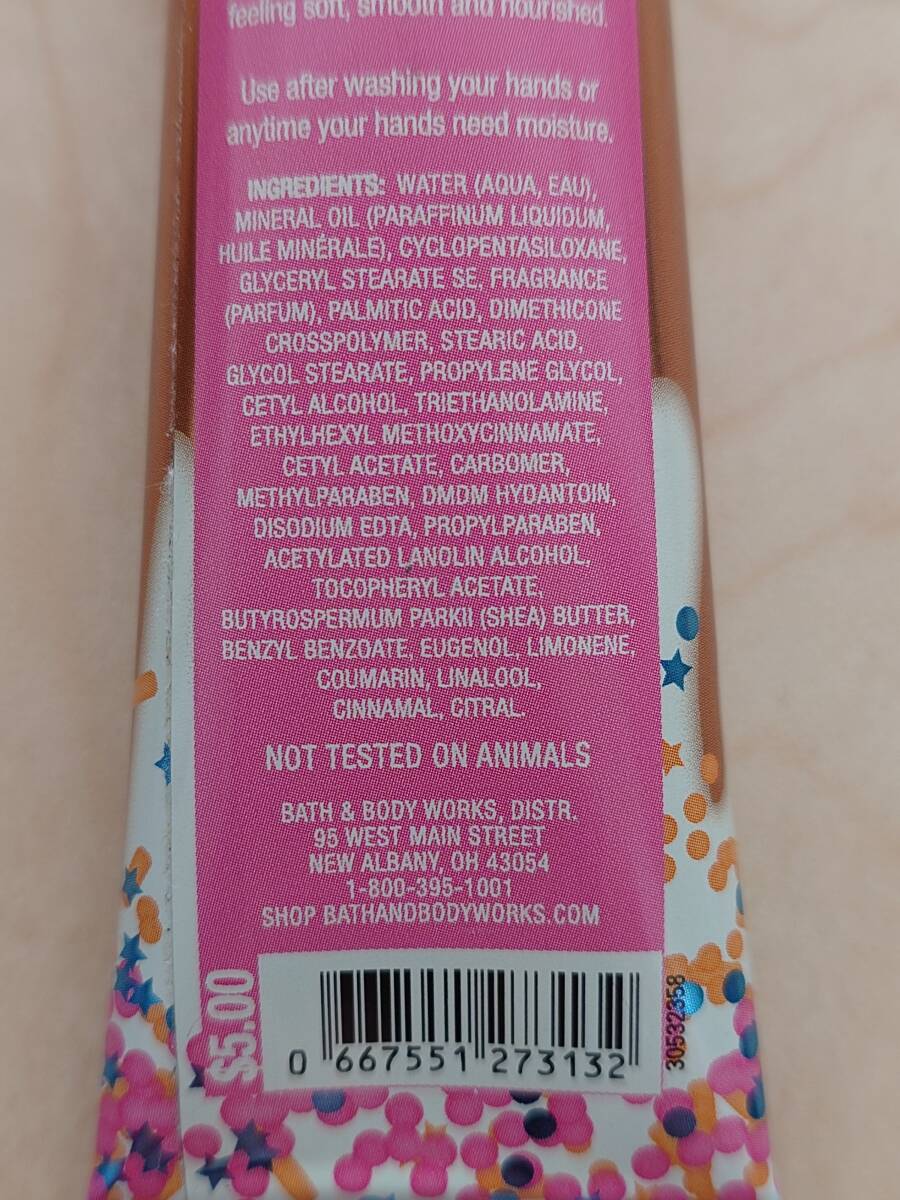 feeling soft, smooth and nourished.
Use after washing your hands or
anytime your hands need moisture.
INGREDIENTS: WATER (AQUA, EAU),
MINERAL OIL (PARAFFINUM LIQUIDUM,
HUILE MINÉRALE), CYCLOPENTASILOXANE,
GLYCERYL STEARATE SE, FRAGRANCE
(PARFUM), PALMITIC ACID, DIMETHICONE
CROSSPOLYMER, STEARIC ACID,
GLYCOL STEARATE, PROPYLENE GLYCOL,
CETYL ALCOHOL, TRIETHANOLAMINE,
ETHYLHEXYL METHOXYCINNAMATE,
CETYL ACETATE, CARBOMER,
METHYLPARABEN, DMDM HYDANTOIN,
DISODIUM EDTA, PROPYLPARABEN,
ACETYLATED LANOLIN ALCOHOL,
TOCOPHERYL ACETATE,
BUTYROSPERMUM PARKII (SHEA) BUTTER,
BENZYL BENZOATE, EUGENOL, LIMONENE,
COUMARIN, LINALOOL,
CINNAMAL, CITRAL.
NOT TESTED ON ANIMALS
BATH & BODY WORKS, DISTR.
95 WEST MAIN STREET
NEW ALBANY, OH 43054
1-800-395-1001
SHOP BATHANDBODYWORKS.COM
$5.00
0 667551 273132
30532358